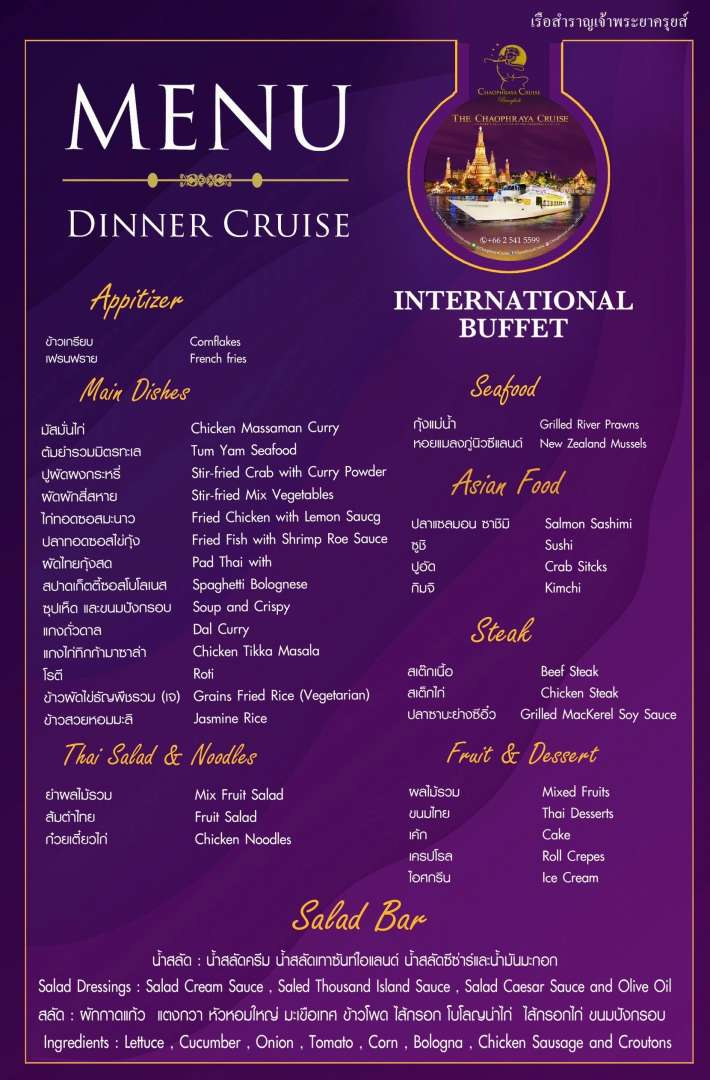 เรือสำราญเจ้าพระยาครุยส์
MENU
DINNER CRUISE
CHAOPHRAYA CRUISE
Bangkok
THE CHAOPHRAYA CRUISE
+66 2 541 5599
INTERNATIONAL
BUFFET
Appitizer
ข้าวเกรียบ Cornflakes
เฟรนฟราย French fries
Main Dishes
มัสมั่นไก่ Chicken Massaman Curry
ต้มยำรวมมิตรทะเล Tum Yam Seafood
ปูผัดผงกระหรี่ Stir-fried Crab with Curry Powder
ผัดผักสี่สหาย Stir-fried Mix Vegetables
ไก่ทอดซอสมะนาว Fried Chicken with Lemon Saucg
ปลาทอดซอสไข่กุ้ง Fried Fish with Shrimp Roe Sauce
ผัดไทยกุ้งสด Pad Thai with
สปาดเก็ตตี้ซอสโบโลเนส Spaghetti Bolognese
ซุปเห็ด และขนมปังกรอบ Soup and Crispy
แกงถั่วดาล Dal Curry
แกงไก่ทิกก้ามาซาล่า Chicken Tikka Masala
โรตี Roti
ข้าวผัดไข่ธัญพืชรวม (เจ) Grains Fried Rice (Vegetarian)
ข้าวสวยหอมมะลิ Jasmine Rice
Thai Salad & Noodles
ยำผลไม้รวม Mix Fruit Salad
ส้มตำไทย Fruit Salad
ก๋วยเตี๋ยวไก่ Chicken Noodles
Seafood
กุ้งแม่น้ำ Grilled River Prawns
หอยแมลงภู่นิวซีแลนด์ New Zealand Mussels
Asian Food
ปลาแซลมอน ซาชิมิ Salmon Sashimi
ซูชิ Sushi
ปูอัด Crab Sitcks
กิมจิ Kimchi
Steak
สเต๊กเนื้อ Beef Steak
สเต็กไก่ Chicken Steak
ปลาซาบะย่างซีอิ๋ว Grilled MacKerel Soy Sauce
Fruit & Dessert
ผลไม้รวม Mixed Fruits
ขนมไทย Thai Desserts
เค้ก Cake
เครปโรล Roll Crepes
ไอศกรีม Ice Cream
Salad Bar
น้ำสลัด : น้ำสลัดครีม น้ำสลัดเทาซันท์ไอแลนด์ น้ำสลัดซีซ่าร์และน้ำมันมะกอก
Salad Dressings : Salad Cream Sauce , Saled Thousand Island Sauce , Salad Caesar Sauce and Olive Oil
สลัด : ผักกาดแก้ว แตงกวา หัวหอมใหญ่ มะเขือเทศ ข้าวโพด ไส้กรอก โบโลญน่าไก่ ไส้กรอกไก่ ขนมปังกรอบ
Ingredients : Lettuce , Cucumber , Onion , Tomato , Corn , Bologna , Chicken Sausage and Croutons